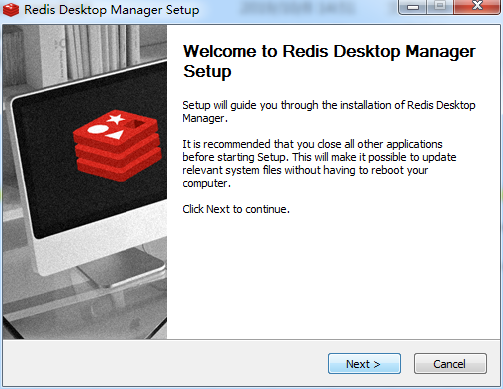 Redis Desktop Manager Setup
Welcome to Redis Desktop Manager
Setup
Setup will guide you through the installation of Redis Desktop
Manager.
It is recommended that you close all other applications
before starting Setup. This will make it possible to update
relevant system files without having to reboot your
computer.
Click Next to continue.
Next >
Cancel